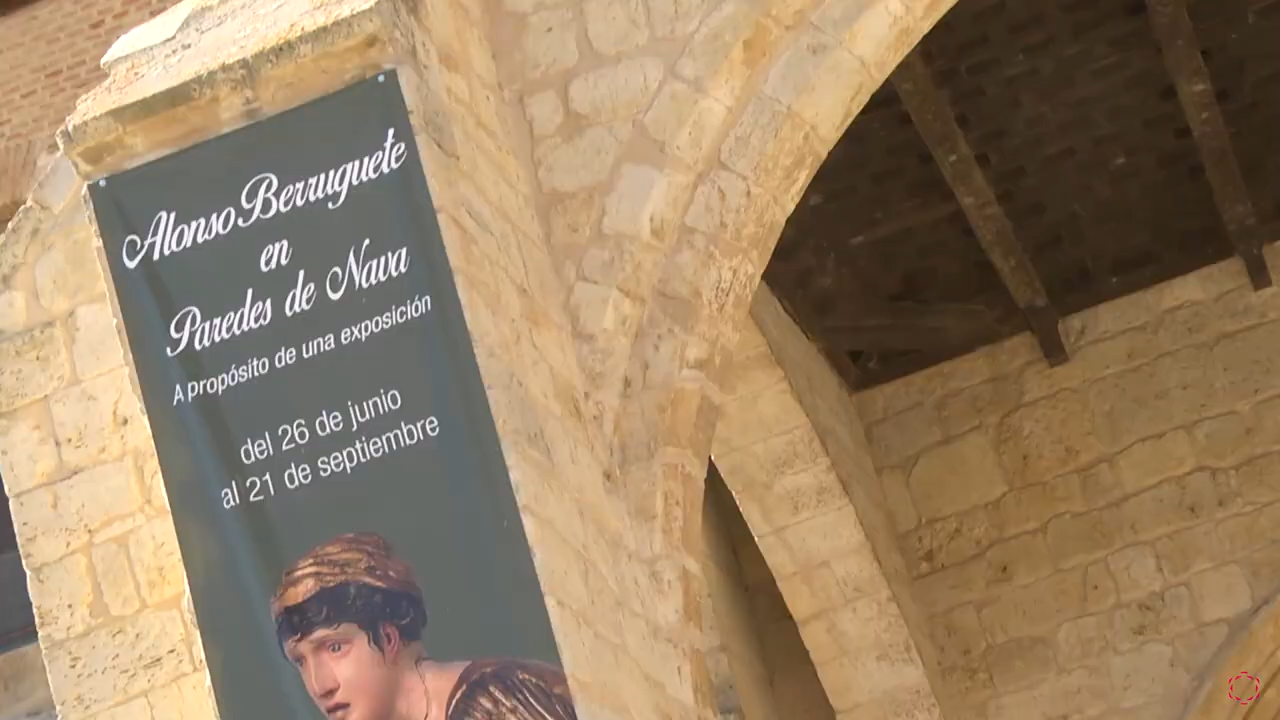 Alonso Berruguete
en
Paredes de Nava
A propósito de una exposición
del 26 de junio
al 21 de septiembre